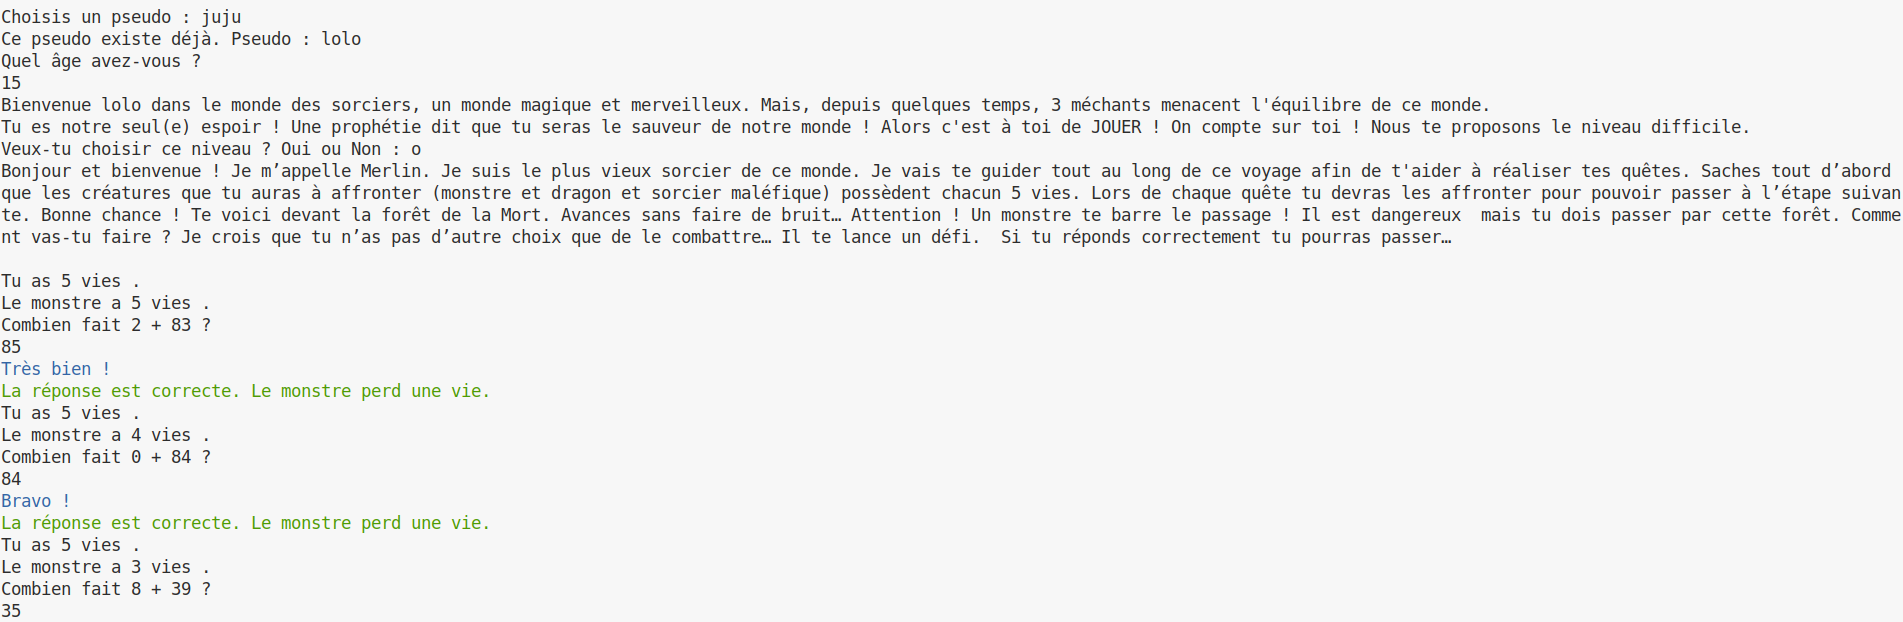 Choisis un pseudo : juju
Ce pseudo existe déjà. Pseudo : lolo
Quel âge avez-vous ?
15
Bienvenue lolo dans le monde des sorciers, un monde magique et merveilleux. Mais, depuis quelques temps, 3 méchants menacent l'équilibre de ce monde.
Tu es notre seul(e) espoir ! Une prophétie dit que tu seras le sauveur de notre monde ! Alors c'est à toi de JOUER ! On compte sur toi ! Nous te proposons le niveau difficile.
Veux-tu choisir ce niveau ? Oui ou Non : o
Bonjour et bienvenue ! Je m’appelle Merlin. Je suis le plus vieux sorcier de ce monde. Je vais te guider tout au long de ce voyage afin de t'aider à réaliser tes quêtes. Saches tout d’abord
que les créatures que tu auras à affronter (monstre et dragon et sorcier maléfique) possèdent chacun 5 vies. Lors de chaque quête tu devras les affronter pour pouvoir passer à l’étape suivan
te. Bonne chance ! Te voici devant la forêt de la Mort. Avances sans faire de bruit… Attention ! Un monstre te barre le passage ! Il est dangereux  mais tu dois passer par cette forêt. Comme
nt vas-tu faire ? Je crois que tu n’as pas d’autre choix que de le combattre… Il te lance un défi.  Si tu réponds correctement tu pourras passer…
Tu as 5 vies .
Le monstre a 5 vies .
Combien fait 2 + 83 ?
85
Très bien !
La réponse est correcte. Le monstre perd une vie.
Tu as 5 vies .
Le monstre a 4 vies .
Combien fait 0 + 84 ?
84
Bravo !
La réponse est correcte. Le monstre perd une vie.
Tu as 5 vies .
Le monstre a 3 vies .
Combien fait 8 + 39 ?
35